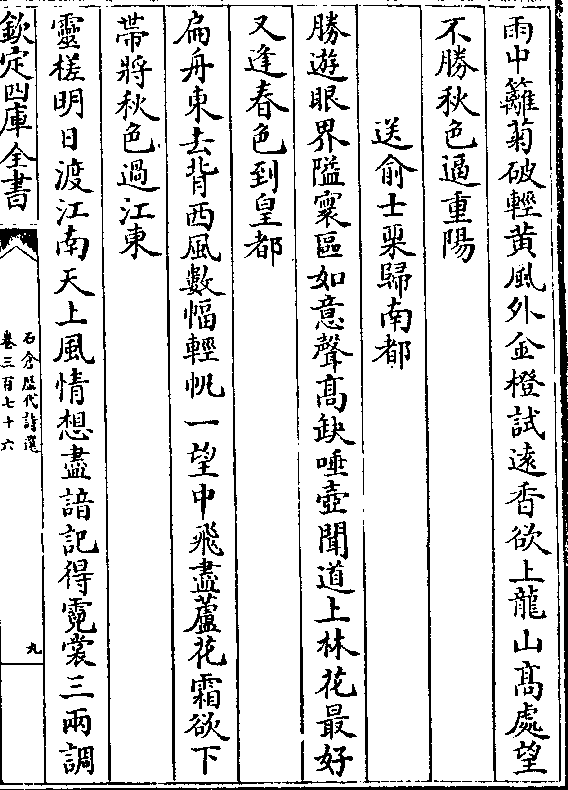 雨中籬菊破輕黃風外金橙試遠香欲上龍山髙處望
不勝秋色逼重陽
送俞士栗歸南都
勝遊眼界隘寰區如意聲髙缺唾壺聞道上林花最好
又逢春色到皇都
扁舟東去背西風數幅輕帆一望中飛盡蘆花霜欲下
帶將秋色過江東
靈槎明日渡江南天上風情想盡諳記得霓裳三兩調
欽定四庫全書
石倉歴代詩選
卷三百七十六
九